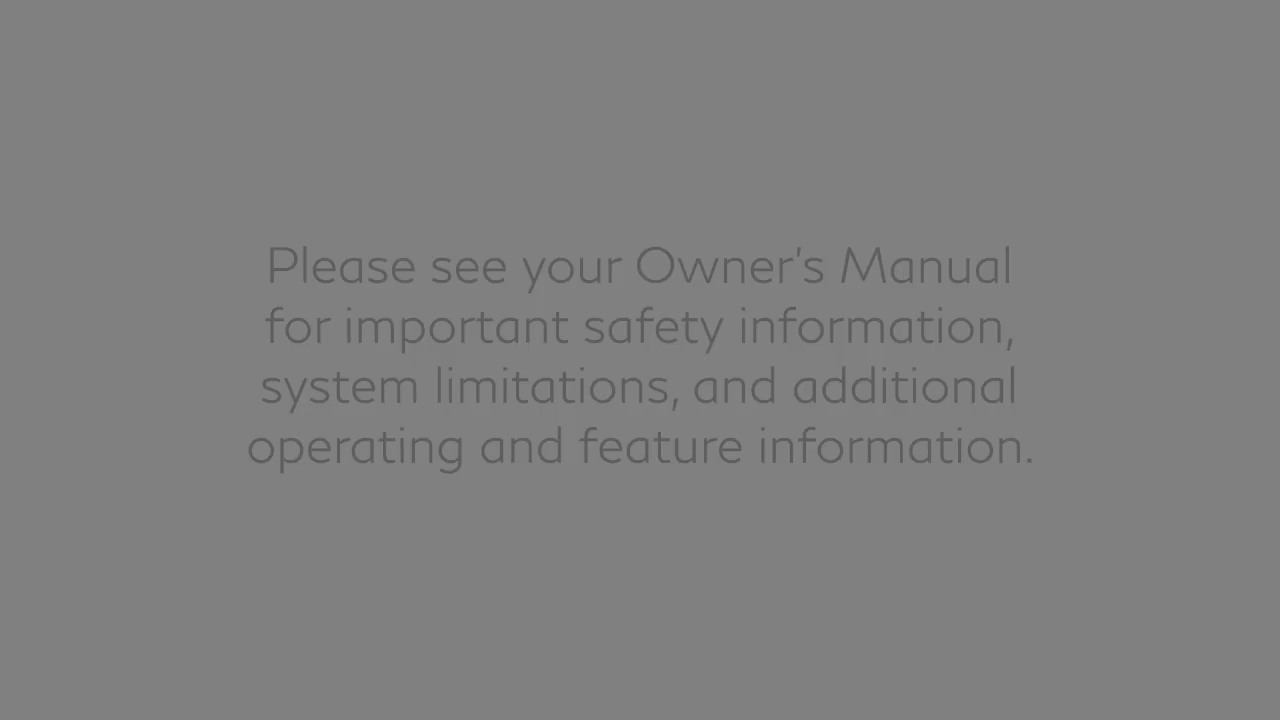 Please see your Owner’s Manual
for important safety information,
system limitations, and additional
operating and feature information.